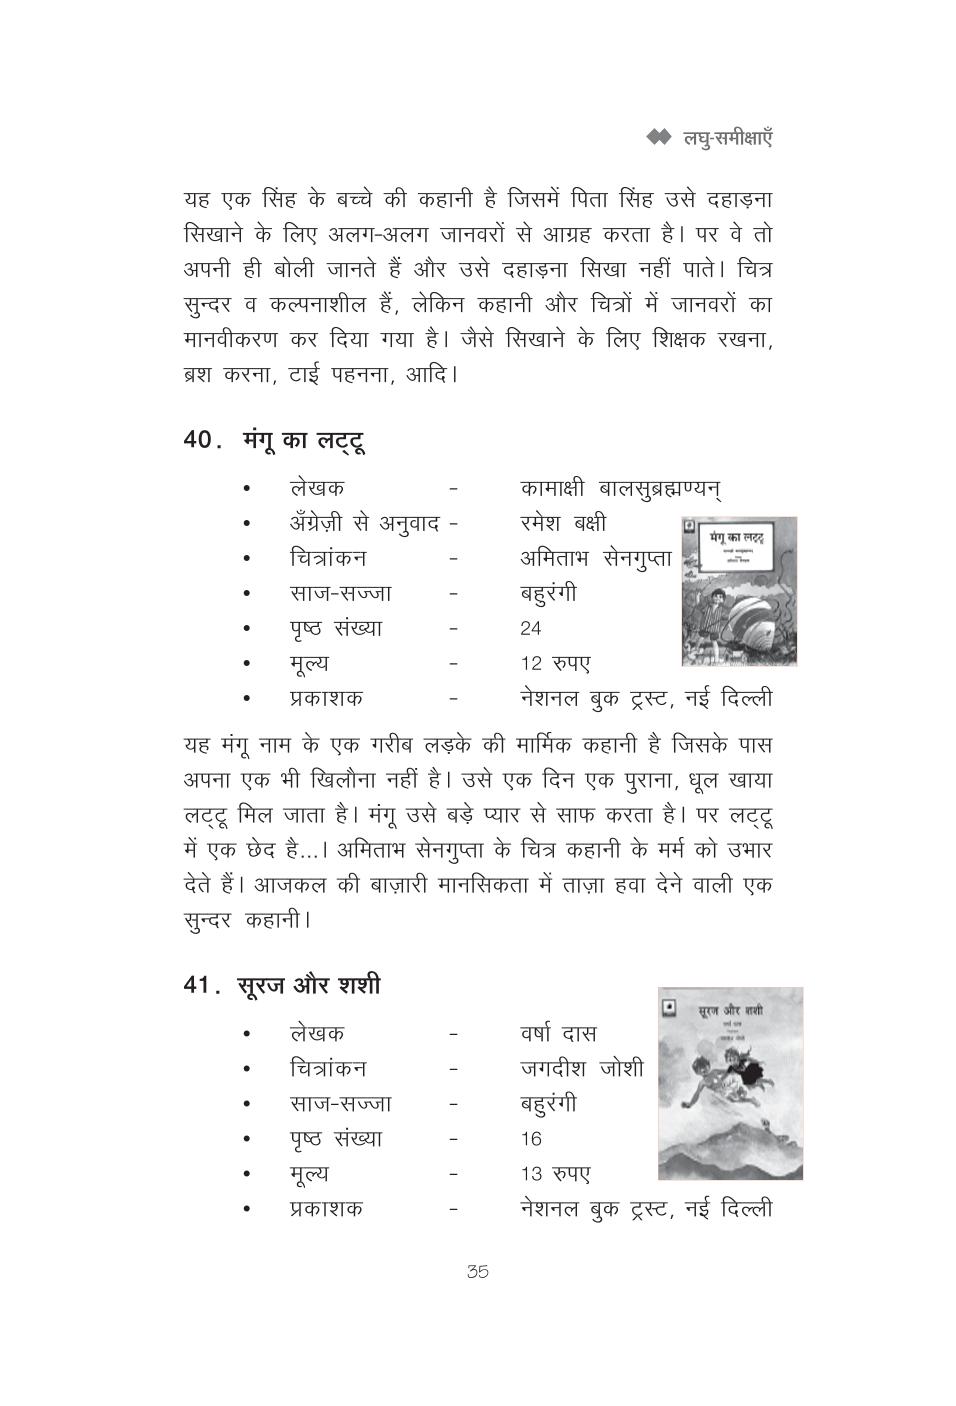 लघु-समीक्षाएँ
यह एक सिंह के बच्चे की कहानी है जिसमें पिता सिंह उसे दहाड़ना
सिखाने के लिए अलग-अलग जानवरों से आग्रह करता है। पर वे तो
अपनी ही बोली जानते हैं और उसे दहाड़ना सिखा नहीं पाते। चित्र
सुन्दर व कल्पनाशील हैं, लेकिन कहानी और चित्रों में जानवरों का
मानवीकरण कर दिया गया है। जैसे सिखाने के लिए शिक्षक रखना,
ब्रश करना, टाई पहनना, आदि।
40. मंगू का लट्टू
• लेखक - कामाक्षी बालसुब्रह्मण्यन्
• अँग्रेज़ी से अनुवाद - रमेश बक्षी
• चित्रांकन - अमिताभ सेनगुप्ता
• साज-सज्जा - बहुरंगी
• पृष्ठ संख्या - 24
• मूल्य - 12 रुपए
• प्रकाशक - नेशनल बुक ट्रस्ट, नई दिल्ली
मंगू का लट्टू
यह मंगू नाम के एक गरीब लड़के की मार्मिक कहानी है जिसके पास
अपना एक भी खिलौना नहीं है। उसे एक दिन एक पुराना, धूल खाया
लट्टू मिल जाता है। मंगू उसे बड़े प्यार से साफ करता है। पर लट्टू
में एक छेद है...। अमिताभ सेनगुप्ता के चित्र कहानी के मर्म को उभार
देते हैं। आजकल की बाज़ारी मानसिकता में ताज़ा हवा देने वाली एक
सुन्दर कहानी।
41. सूरज और शशी
• लेखक - वर्षा दास
• चित्रांकन - जगदीश जोशी
• साज-सज्जा - बहुरंगी
• पृष्ठ संख्या - 16
• मूल्य - 13 रुपए
• प्रकाशक - नेशनल बुक ट्रस्ट, नई दिल्ली
सूरज और शशी
वर्षा दास
35